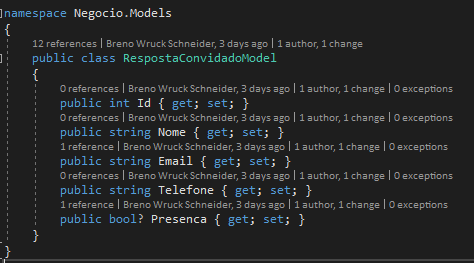 namespace Negocio.Models
{
12 references | Breno Wruck Schneider, 3 days ago | 1 author, 1 change
public class RespostaConvidadoModel
{
0 references | Breno Wruck Schneider, 3 days ago | 1 author, 1 change | 0 exceptions
public int Id { get; set; }
0 references | Breno Wruck Schneider, 3 days ago | 1 author, 1 change | 0 exceptions
public string Nome { get; set; }
1 reference | Breno Wruck Schneider, 3 days ago | 1 author, 1 change | 0 exceptions
public string Email { get; set; }
0 references | Breno Wruck Schneider, 3 days ago | 1 author, 1 change | 0 exceptions
public string Telefone { get; set; }
1 reference | Breno Wruck Schneider, 3 days ago | 1 author, 1 change | 0 exceptions
public bool? Presenca { get; set; }
}
}